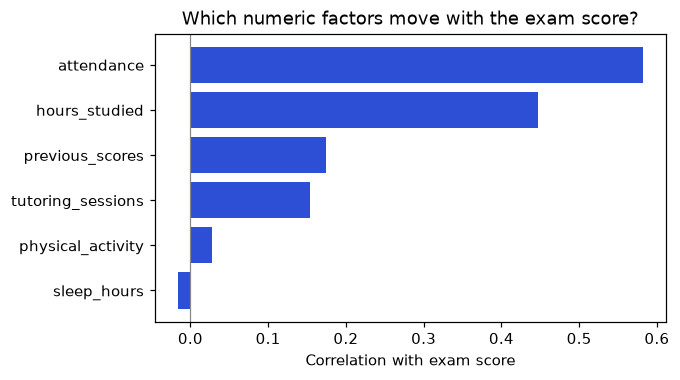 Which numeric factors move with the exam score?
attendance
hours_studied
previous_scores
tutoring_sessions
physical_activity
sleep_hours
0.0 0.1 0.2 0.3 0.4 0.5 0.6
Correlation with exam score